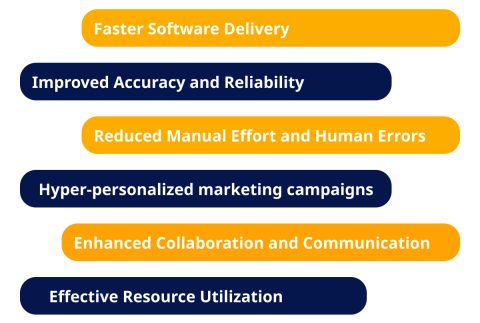 Faster Software Delivery
Improved Accuracy and Reliability
Reduced Manual Effort and Human Errors
Hyper-personalized marketing campaigns
Enhanced Collaboration and Communication
Effective Resource Utilization